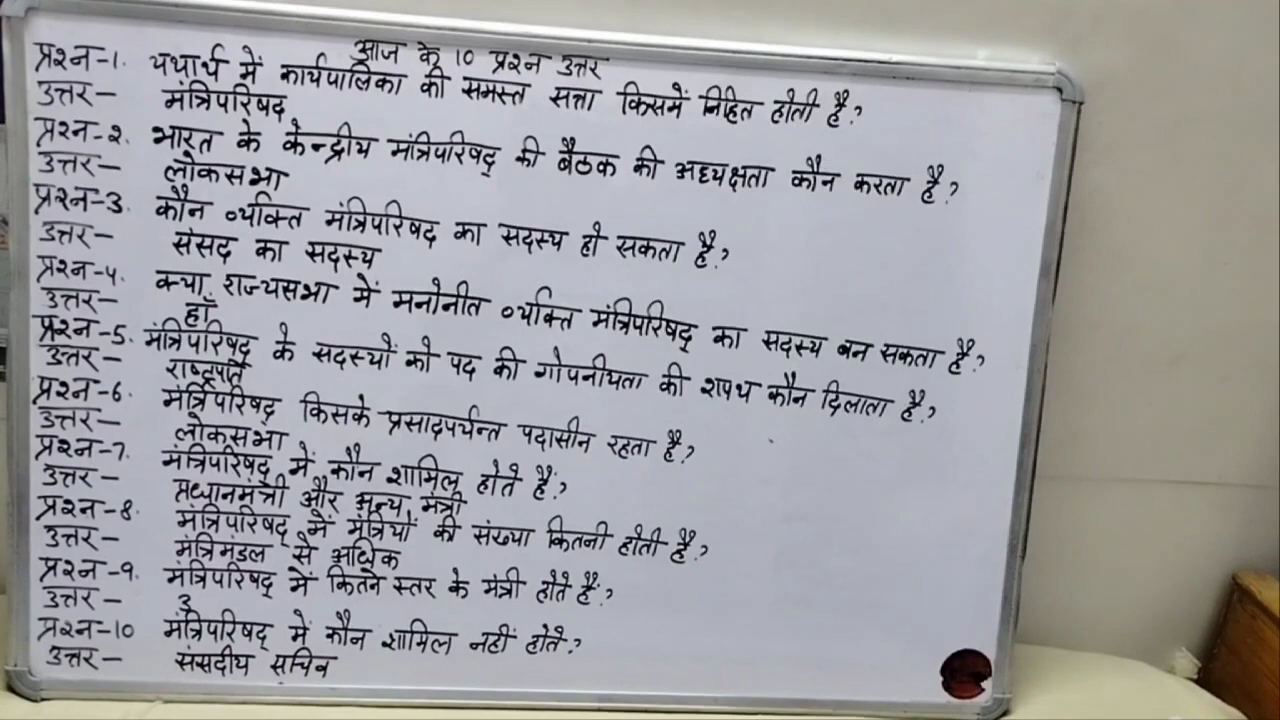 आज के 10 प्रश्न उत्तर
प्रश्न-1. यथार्थ में कार्यपालिका की समस्त सत्ता किसमें निहित होती है?
उत्तर- मंत्रिपरिषद
प्रश्न-२. भारत के केन्द्रीय मंत्रिपरिषद् की बैठक की अध्यक्षता कौन करता है?
उत्तर- लोकसभा
प्रश्न-3. कौन व्यक्ति मंत्रिपरिषद का सदस्य हो सकता है?
उत्तर- संसद का सदस्य
प्रश्न-4. क्या राज्यसभा में मनोनीत व्यक्ति मंत्रिपरिषद् का सदस्य बन सकता है?
उत्तर- हाँ
प्रश्न-5. मंत्रिपरिषद् के सदस्यों को पद की गोपनीयता की शपथ कौन दिलाता है?
उत्तर- राष्ट्रपति
प्रश्न-6. मंत्रिपरिषद् किसके प्रसादपर्यन्त पदासीन रहता है?
उत्तर- लोकसभा
प्रश्न-7. मंत्रिपरिषद् में कौन शामिल होते हैं?
उत्तर- प्रधानमंत्री और अन्य मंत्री
प्रश्न-8. मंत्रिपरिषद् में मंत्रियों की संख्या कितनी होती है?
उत्तर- मंत्रिमंडल से अधिक
प्रश्न-9. मंत्रिपरिषद् में कितने स्तर के मंत्री होते हैं?
उत्तर- 3
प्रश्न-10 मंत्रिपरिषद् में कौन शामिल नहीं होते?
उत्तर- संसदीय सचिव